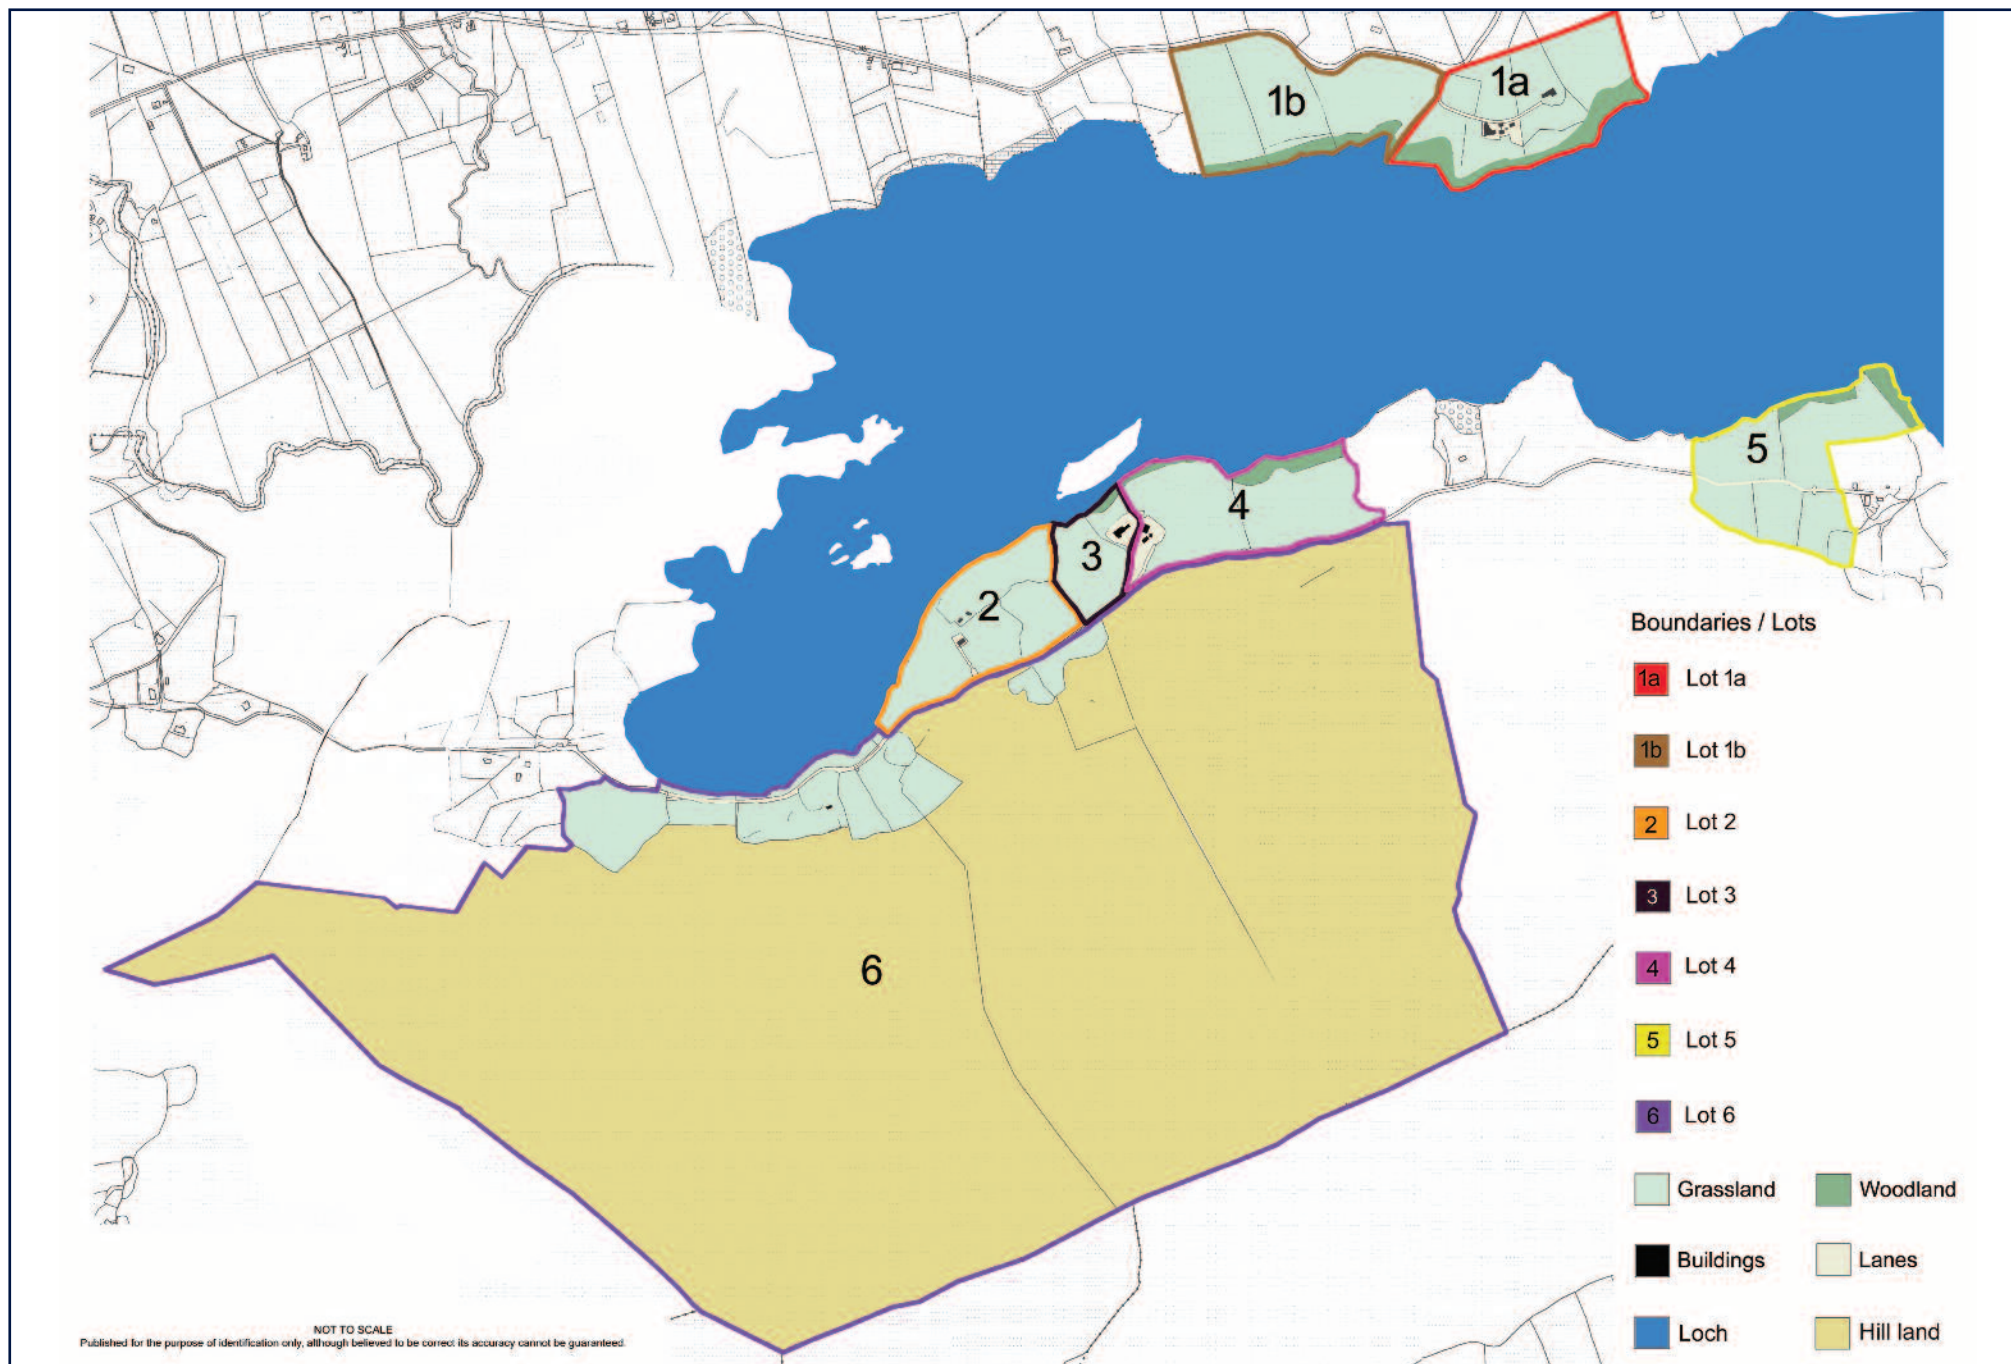 1a
1b
5
4
3
2
6
Boundaries / Lots
1a Lot 1a
1b Lot 1b
2 Lot 2
3 Lot 3
4 Lot 4
5 Lot 5
6 Lot 6
Grassland Woodland
Buildings Lanes
Loch Hill land
NOT TO SCALE
Published for the purpose of identification only, although believed to be correct its accuracy cannot be guaranteed.